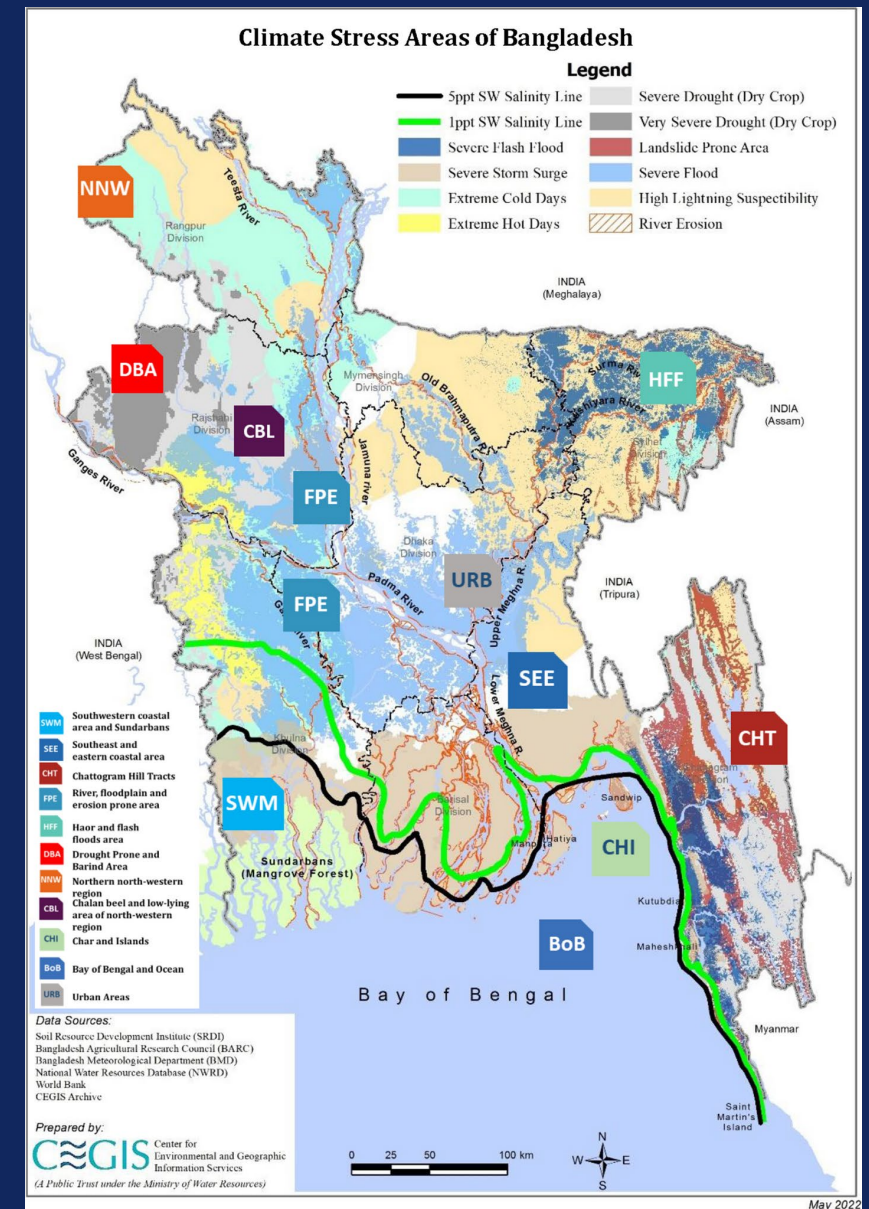 Climate Stress Areas of Bangladesh
Legend
5ppt SW Salinity Line
1ppt SW Salinity Line
Severe Flash Flood
Severe Storm Surge
Extreme Cold Days
Extreme Hot Days
Severe Drought (Dry Crop)
Very Severe Drought (Dry Crop)
Landslide Prone Area
Severe Flood
High Lightning Suspectibility
River Erosion
NNW
Teesta River
Rangpur
Division
INDIA
(Meghalaya)
DBA
Mymensingh
Division
Old Brahmaputra R.
Surma
HFF
INDIA
(Assam)
Rajshahi
Division
CBL
Jamuna river
Division
Ganges River
FPE
Dhaka
Division
URB
Padma River
Upper Meghna R.
FPE
River
INDIA
(Tripura)
INDIA
(West Bengal)
SEE
Lower Meghna R.
CHT
Khulna
Division
SWM
Barisal
Division
Sandwip
Hatiya
CHI
Sundarbans
(Mangrove Forest)
Kutubdia
BoB
Bay of Bengal
Myanmar
Saint
Martin's
Island
SWM Southwestern coastal
area and Sundarbans
SEE Southeast and
eastern coastal area
CHT Chattogram Hill Tracts
FPE River, floodplain and
erosion prone area
HFF Haor and flash
floods area
DBA Drought Prone and
Barind Area
NNW Northern north-western
region
CBL Chalan beel and low-lying
area of north-western
region
CHI Char and Islands
BoB Bay of Bengal and Ocean
URB Urban Areas
Data Sources:
Soil Resource Development Institute (SRDI)
Bangladesh Agricultural Research Council (BARC)
Bangladesh Meteorological Department (BMD)
National Water Resources Database (NWRD)
World Bank
CEGIS Archive
Prepared by:
CEGIS
Center for
Environmental and Geographic
Information Services
(A Public Trust under the Ministry of Water Resources)
0 25 50 100 km
N
W E
S
May 2022